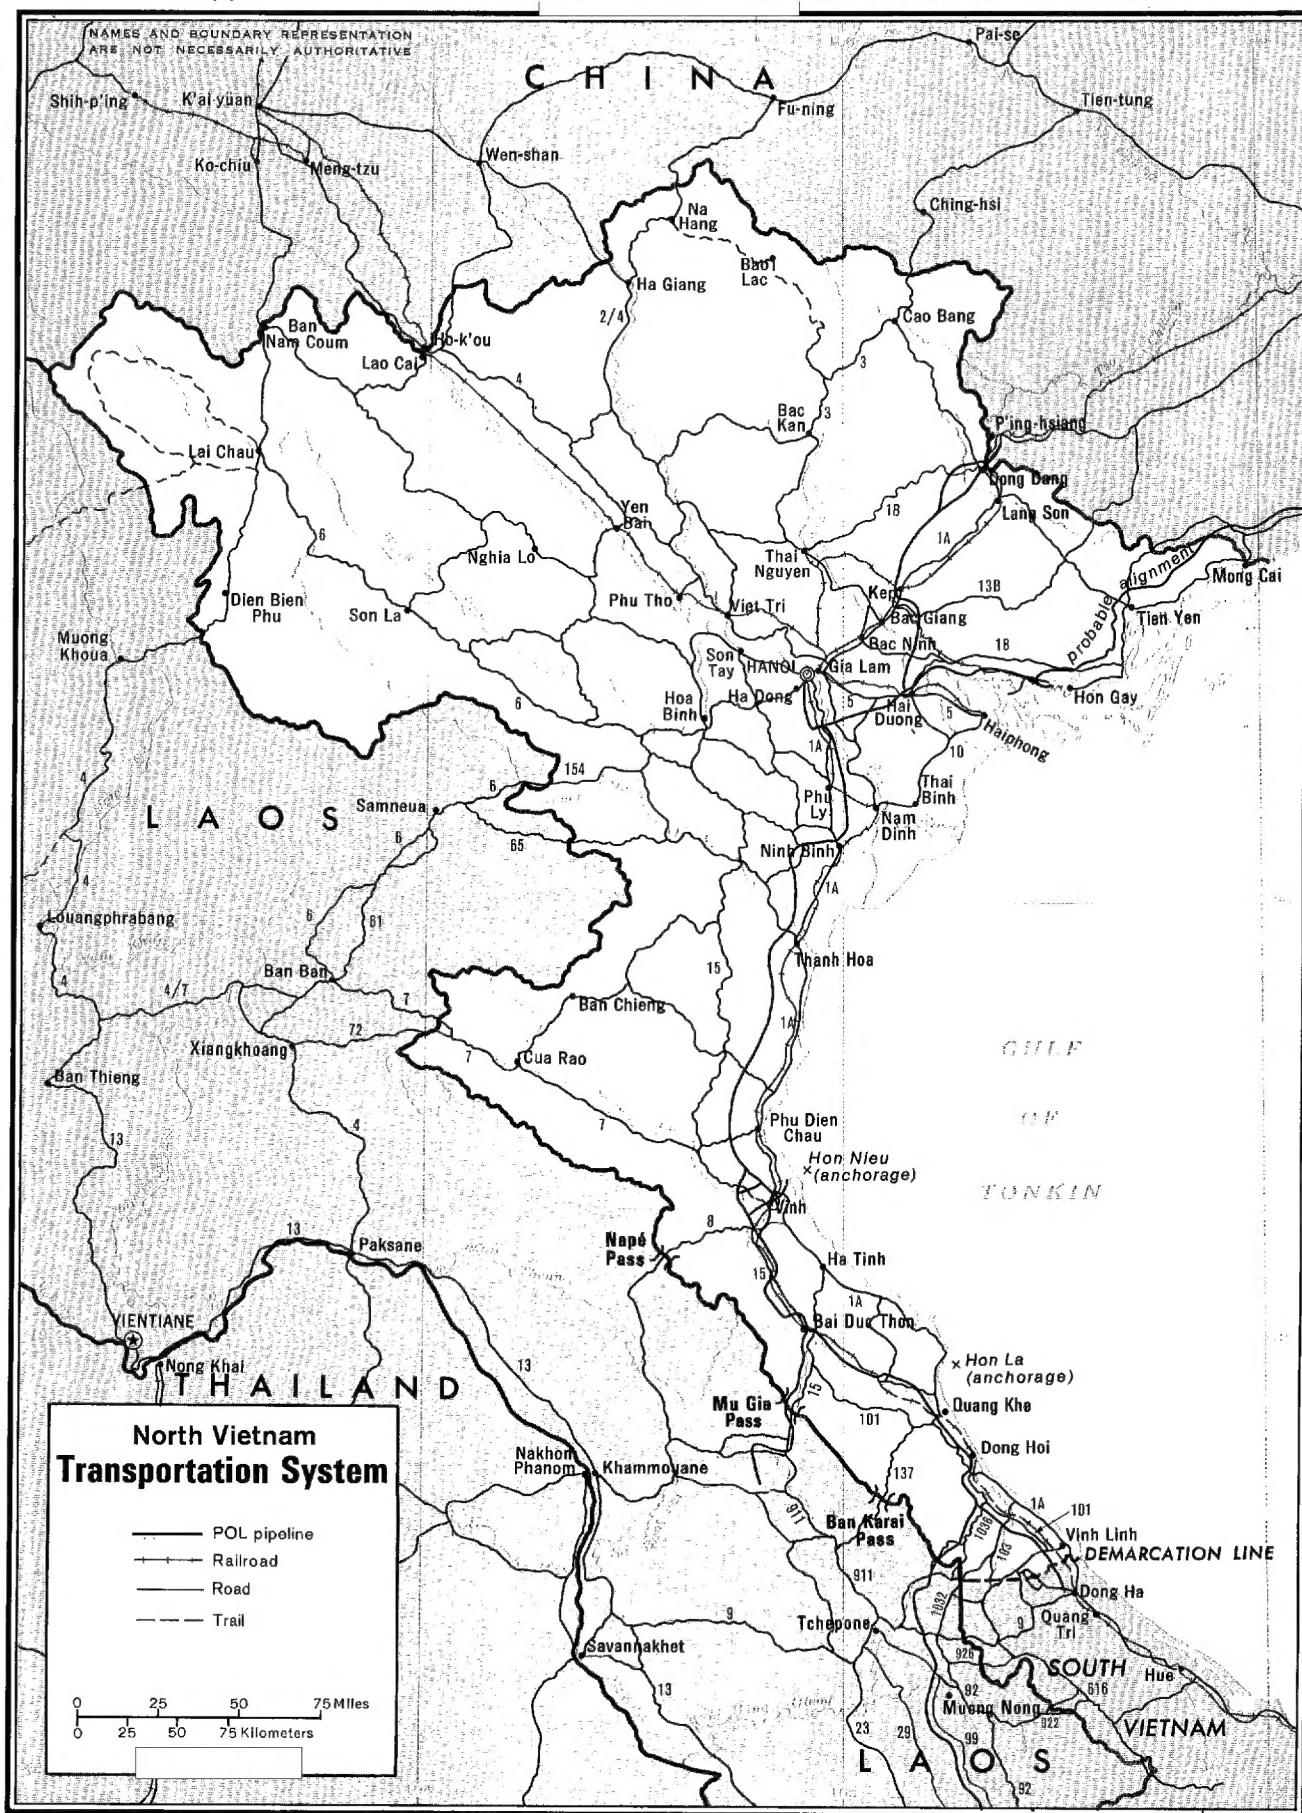 NAMES AND BOUNDARY REPRESENTATION
ARE NOT NECESSARILY AUTHORITATIVE
CHINA
Pai-se
Shih-p'ing
K'ai-yüan
Fu-ning
Tien-tung
Ko-chiu
Meng-tzu
Wen-shan
Ching-hsi
Na
Hang
Bao
Lac
Ha Giang
2/4
Cao Bang
Ban
Nam Coum
Ho-k'ou
Lao Cai
4
3
Bac
Kan
3
P'ing-hsiang
Lai Chau
Dong Dang
Lang Son
Yen
Bai
1B
1A
6
Nghia Lo
Thai
Nguyen
alignment
Mong Cai
Dien Bien
Phu
Son La
Phu Tho
Viet Tri
Kep
13B
Bac Giang
probable
Tien Yen
Muong
Khoua
Son
Tay
HANOI
Bac Ninh
Gia Lam
18
Ha Dong
Hoa
Binh
5
Hai
Duong
5
Haiphong
Hon Gay
6
1A
10
4
6
154
Thai
Binh
LAOS
Samneua
Phu
Ly
Nam
Dinh
6
65
Ninh Binh
4
1A
6
61
Louangphrabang
15
Thanh Hoa
Ban Ban
4
4/7
7
Ban Chieng
72
1A
Xiangkhoang
7
Cua Rao
GULF
OF
TONKIN
Ban Thieng
13
4
7
Phu Dien
Chau
Hon Nieu
(anchorage)
Vinh
13
Paksane
8
Napé
Pass
15
Ha Tinh
1A
VIENTIANE
Bai Duc Thon
Nong Khai
THAILAND
13
Hon La
(anchorage)
Mu Gia
Pass
15
101
Quang Khe
North Vietnam
Transportation System
Nakhon
Phanom
Khammouane
Dong Hoi
137
POL pipeline
Railroad
Road
Trail
911
Ban Karai
Pass
1036
103
1A
101
Vinh Linh
DEMARCATION LINE
911
1032
Dong Ha
9
Tchepone
9
Quang
Tri
Savannakhet
926
SOUTH
VIETNAM
Hue
13
92
616
Muong Nong
922
0 25 50 75 Miles
0 25 50 75 Kilometers
23
29
99
LAOS
92